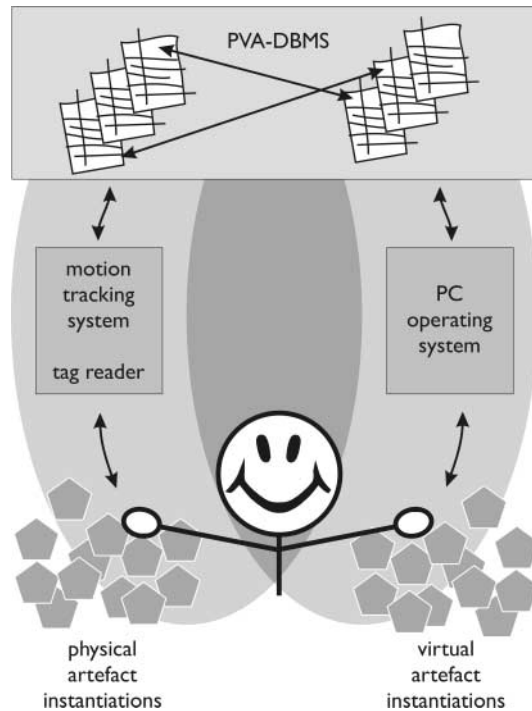 PVA-DBMS
motion
tracking
system
tag reader
PC
operating
system
physical
artefact
instantiations
virtual
artefact
instantiations